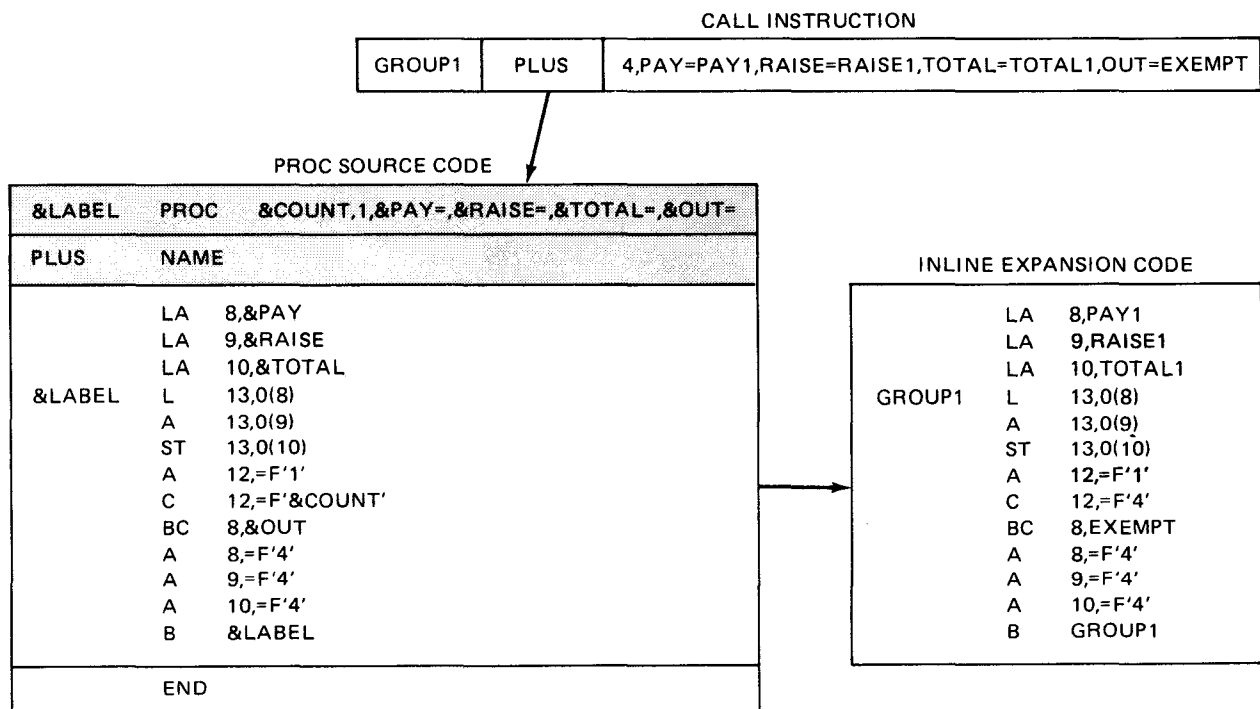 CALL INSTRUCTION
GROUP1 PLUS 4,PAY=PAY1,RAISE=RAISE1,TOTAL=TOTAL1,OUT=EXEMPT
PROC SOURCE CODE
&LABEL PROC &COUNT,1,&PAY=,&RAISE=,&TOTAL=,&OUT=
PLUS NAME
LA 8,&PAY
LA 9,&RAISE
LA 10,&TOTAL
&LABEL L 13,0(8)
A 13,0(9)
ST 13,0(10)
A 12,=F'1'
C 12,=F'&COUNT'
BC 8,&OUT
A 8,=F'4'
A 9,=F'4'
A 10,=F'4'
B &LABEL
END
INLINE EXPANSION CODE
LA 8,PAY1
LA 9,RAISE1
LA 10,TOTAL1
GROUP1 L 13,0(8)
A 13,0(9)
ST 13,0(10)
A 12,=F'1'
C 12,=F'4'
BC 8,EXEMPT
A 8,=F'4'
A 9,=F'4'
A 10,=F'4'
B GROUP1